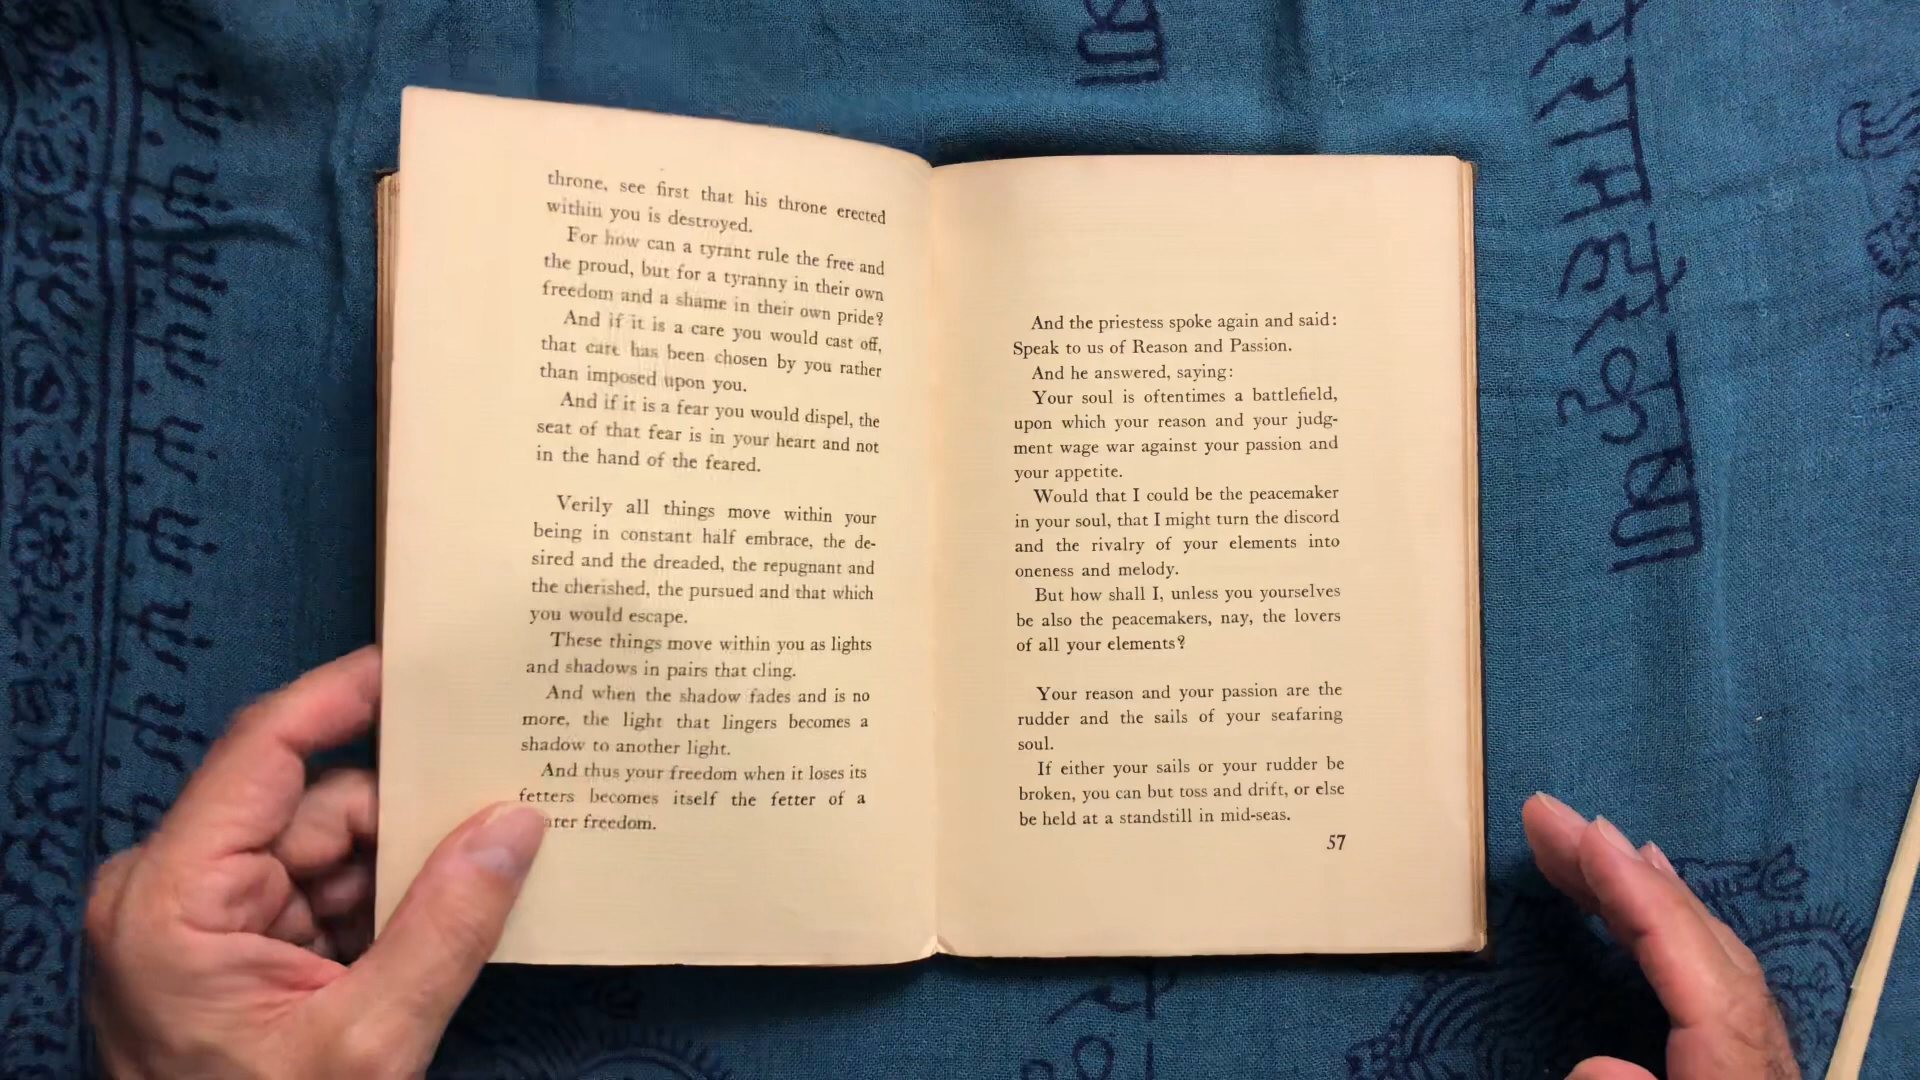 throne, see first that his throne erected
within you is destroyed.
For how can a tyrant rule the free and
the proud, but for a tyranny in their own
freedom and a shame in their own pride?
And if it is a care you would cast off,
that care has been chosen by you rather
than imposed upon you.
And if it is a fear you would dispel, the
seat of that fear is in your heart and not
in the hand of the feared.
Verily all things move within your
being in constant half embrace, the de-
sired and the dreaded, the repugnant and
the cherished, the pursued and that which
you would escape.
These things move within you as lights
and shadows in pairs that cling.
And when the shadow fades and is no
more, the light that lingers becomes a
shadow to another light.
And thus your freedom when it loses its
fetters becomes itself the fetter of a
freedom.
And the priestess spoke again and said:
Speak to us of Reason and Passion.
And he answered, saying:
Your soul is oftentimes a battlefield,
upon which your reason and your judg-
ment wage war against your passion and
your appetite.
Would that I could be the peacemaker
in your soul, that I might turn the discord
and the rivalry of your elements into
oneness and melody.
But how shall I, unless you yourselves
be also the peacemakers, nay, the lovers
of all your elements?
Your reason and your passion are the
rudder and the sails of your seafaring
soul.
If either your sails or your rudder be
broken, you can but toss and drift, or else
be held at a standstill in mid-seas.
57